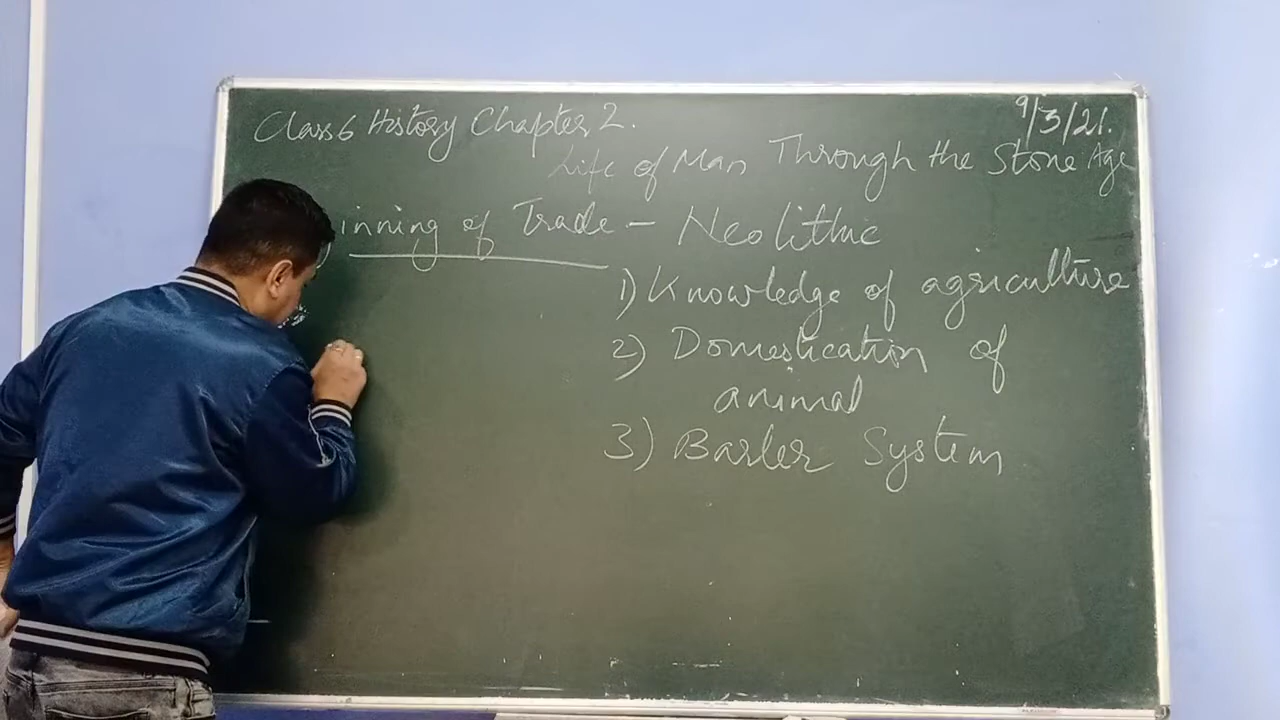 Class 6 History Chapter 2.
9/3/21.
Life of Man Through the Stone Age
inning of Trade - Neolithic
1) Knowledge of agriculture
2) Domestication of
animal
3) Barter System